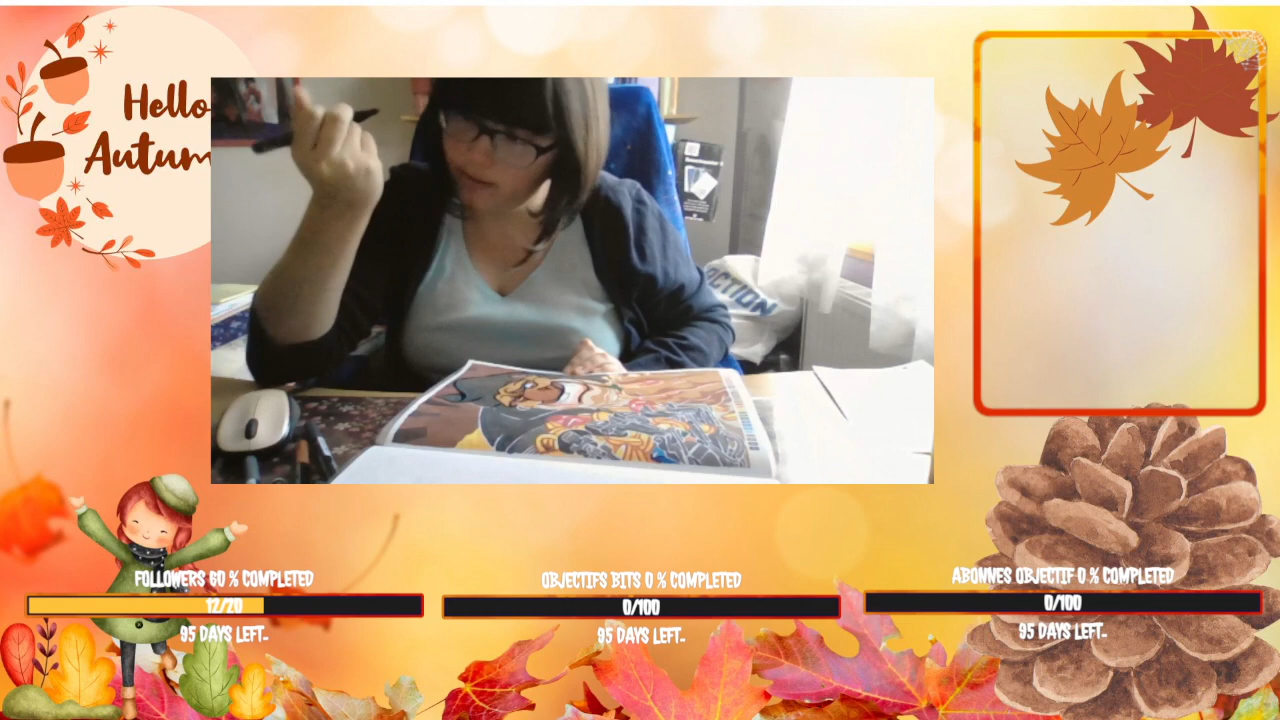 Hello
Autum
ACTION
FOLLOWERS 60 % COMPLETED
12/20
95 DAYS LEFT-
OBJECTIFS BITS 0 % COMPLETED
0/100
95 DAYS LEFT-
ABONNES OBJECTIF 0 % COMPLETED
0/100
95 DAYS LEFT-